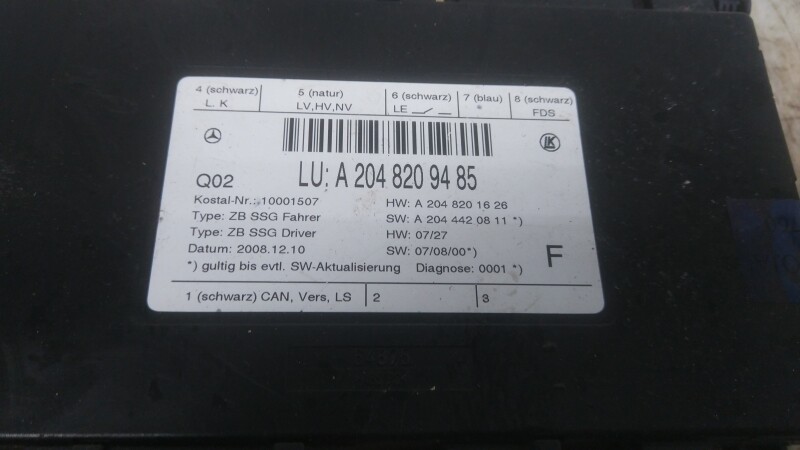 4 (schwarz) 5 (natur) 6 (schwarz) 7 (blau) 8 (schwarz)
L. K LV,HV,NV LE * FDS
LK
LU: A 204 820 94 85
Q02
Kostal-Nr.: 10001507 HW: A 204 820 16 26
Type: ZB SSG Fahrer SW: A 204 442 08 11 *)
Type: ZB SSG Driver HW: 07/27
Datum: 2008.12.10 SW: 07/08/00*)
F
*) gultig bis evtl. SW-Aktualisierung Diagnose: 0001 *)
1 (schwarz) CAN, Vers, LS 2 3